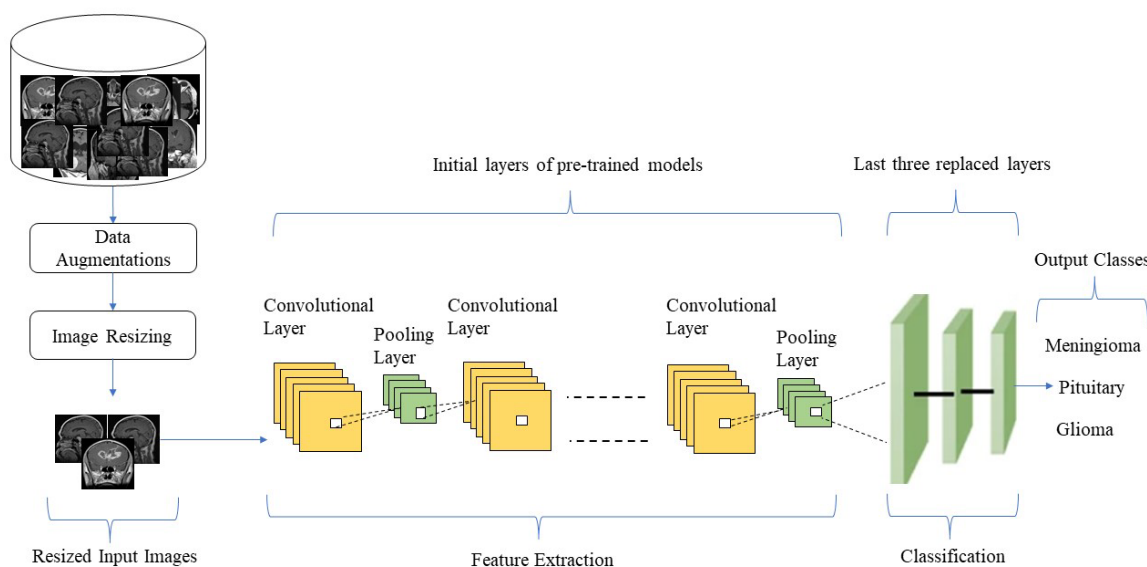 Initial layers of pre-trained models
Last three replaced layers
Data
Augmentations
Image Resizing
Resized Input Images
Convolutional
Layer
Pooling
Layer
Convolutional
Layer
Convolutional
Layer
Pooling
Layer
Feature Extraction
Classification
Output Classes
Meningioma
Pituitary
Glioma